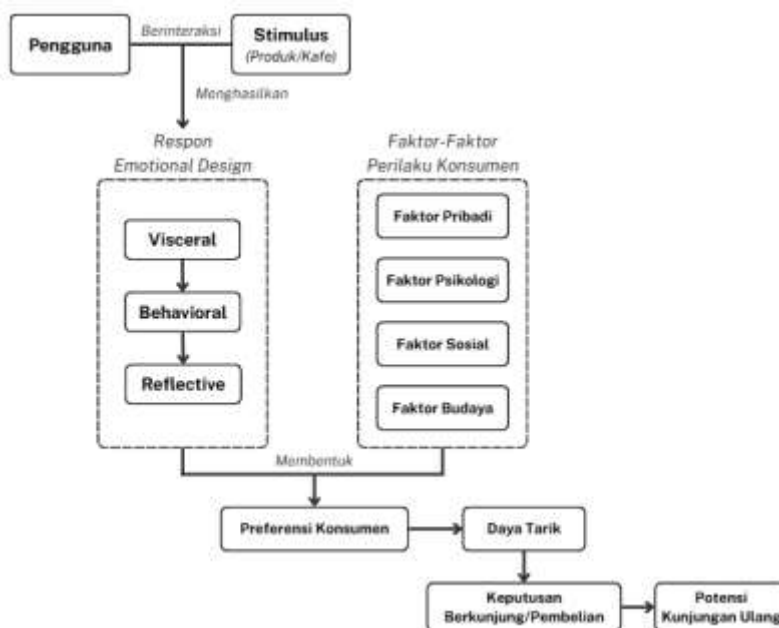 Pengguna
Berinteraksi
Stimulus
(Produk/Kafe)
Menghasilkan
Respon
Emotional Design
Visceral
Behavioral
Reflective
Faktor-Faktor
Perilaku Konsumen
Faktor Pribadi
Faktor Psikologi
Faktor Sosial
Faktor Budaya
Membentuk
Preferensi Konsumen
Daya Tarik
Keputusan
Berkunjung/Pembelian
Potensi
Kunjungan Ulang